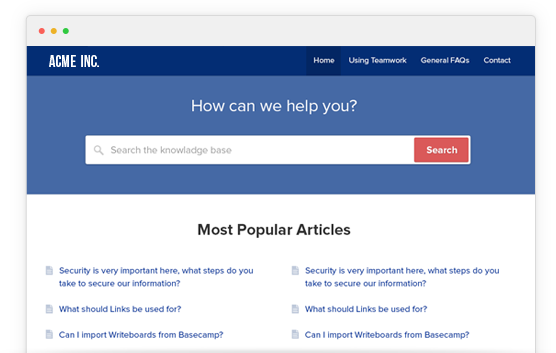 ACME INC.
Home Using Teamwork General FAQs Contact
How can we help you?
Search the knowladge base
Search
Most Popular Articles
Security is very important here, what steps do you
take to secure our information?
What should Links be used for?
Can I import Writeboards from Basecamp?
Security is very important here, what steps do you
take to secure our information?
What should Links be used for?
Can I import Writeboards from Basecamp?